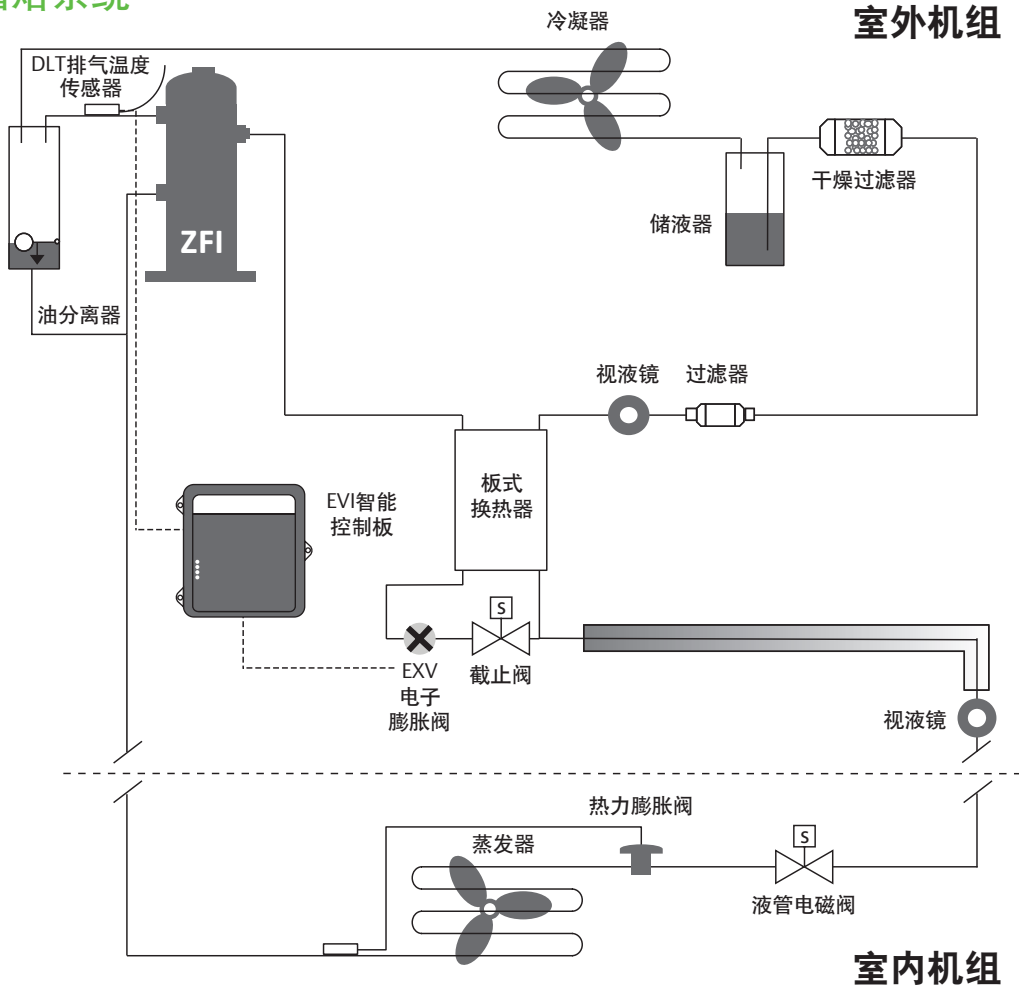 冷凝器
室外机组
DLT排气温度
传感器
干燥过滤器
储液器
ZFI
油分离器
视液镜
过滤器
板式
换热器
EVI智能
控制板
S
EXV
电子
膨胀阀
截止阀
视液镜
热力膨胀阀
蒸发器
S
液管电磁阀
室内机组